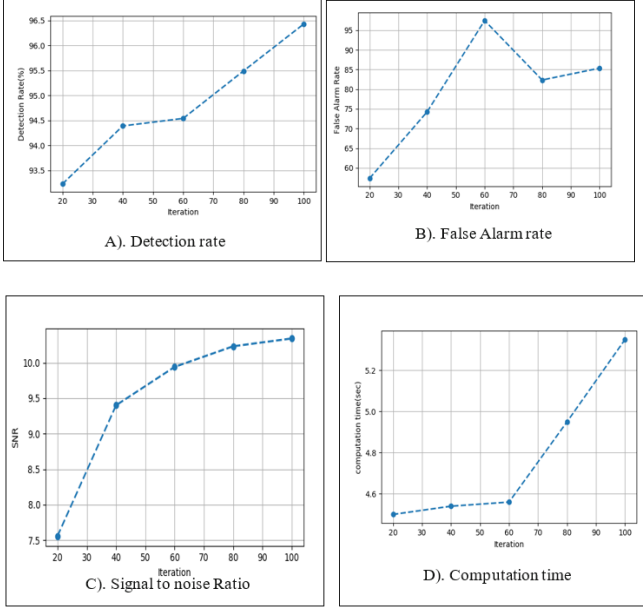 96.5
96.0
95.5
95.0
94.5
94.0
93.5
Detection Rate(%)
20 30 40 50 60 70 80 90 100
Iteration
A). Detection rate
95
90
85
80
75
70
65
60
False Alarm Rate
20 30 40 50 60 70 80 90 100
Iteration
B). False Alarm rate
10.0
9.5
9.0
8.5
8.0
7.5
SNR
20 30 40 50 60 70 80 90 100
Iteration
C). Signal to noise Ratio
5.2
5.0
4.8
4.6
computation time(sec)
20 30 40 50 60 70 80 90 100
Iteration
D). Computation time